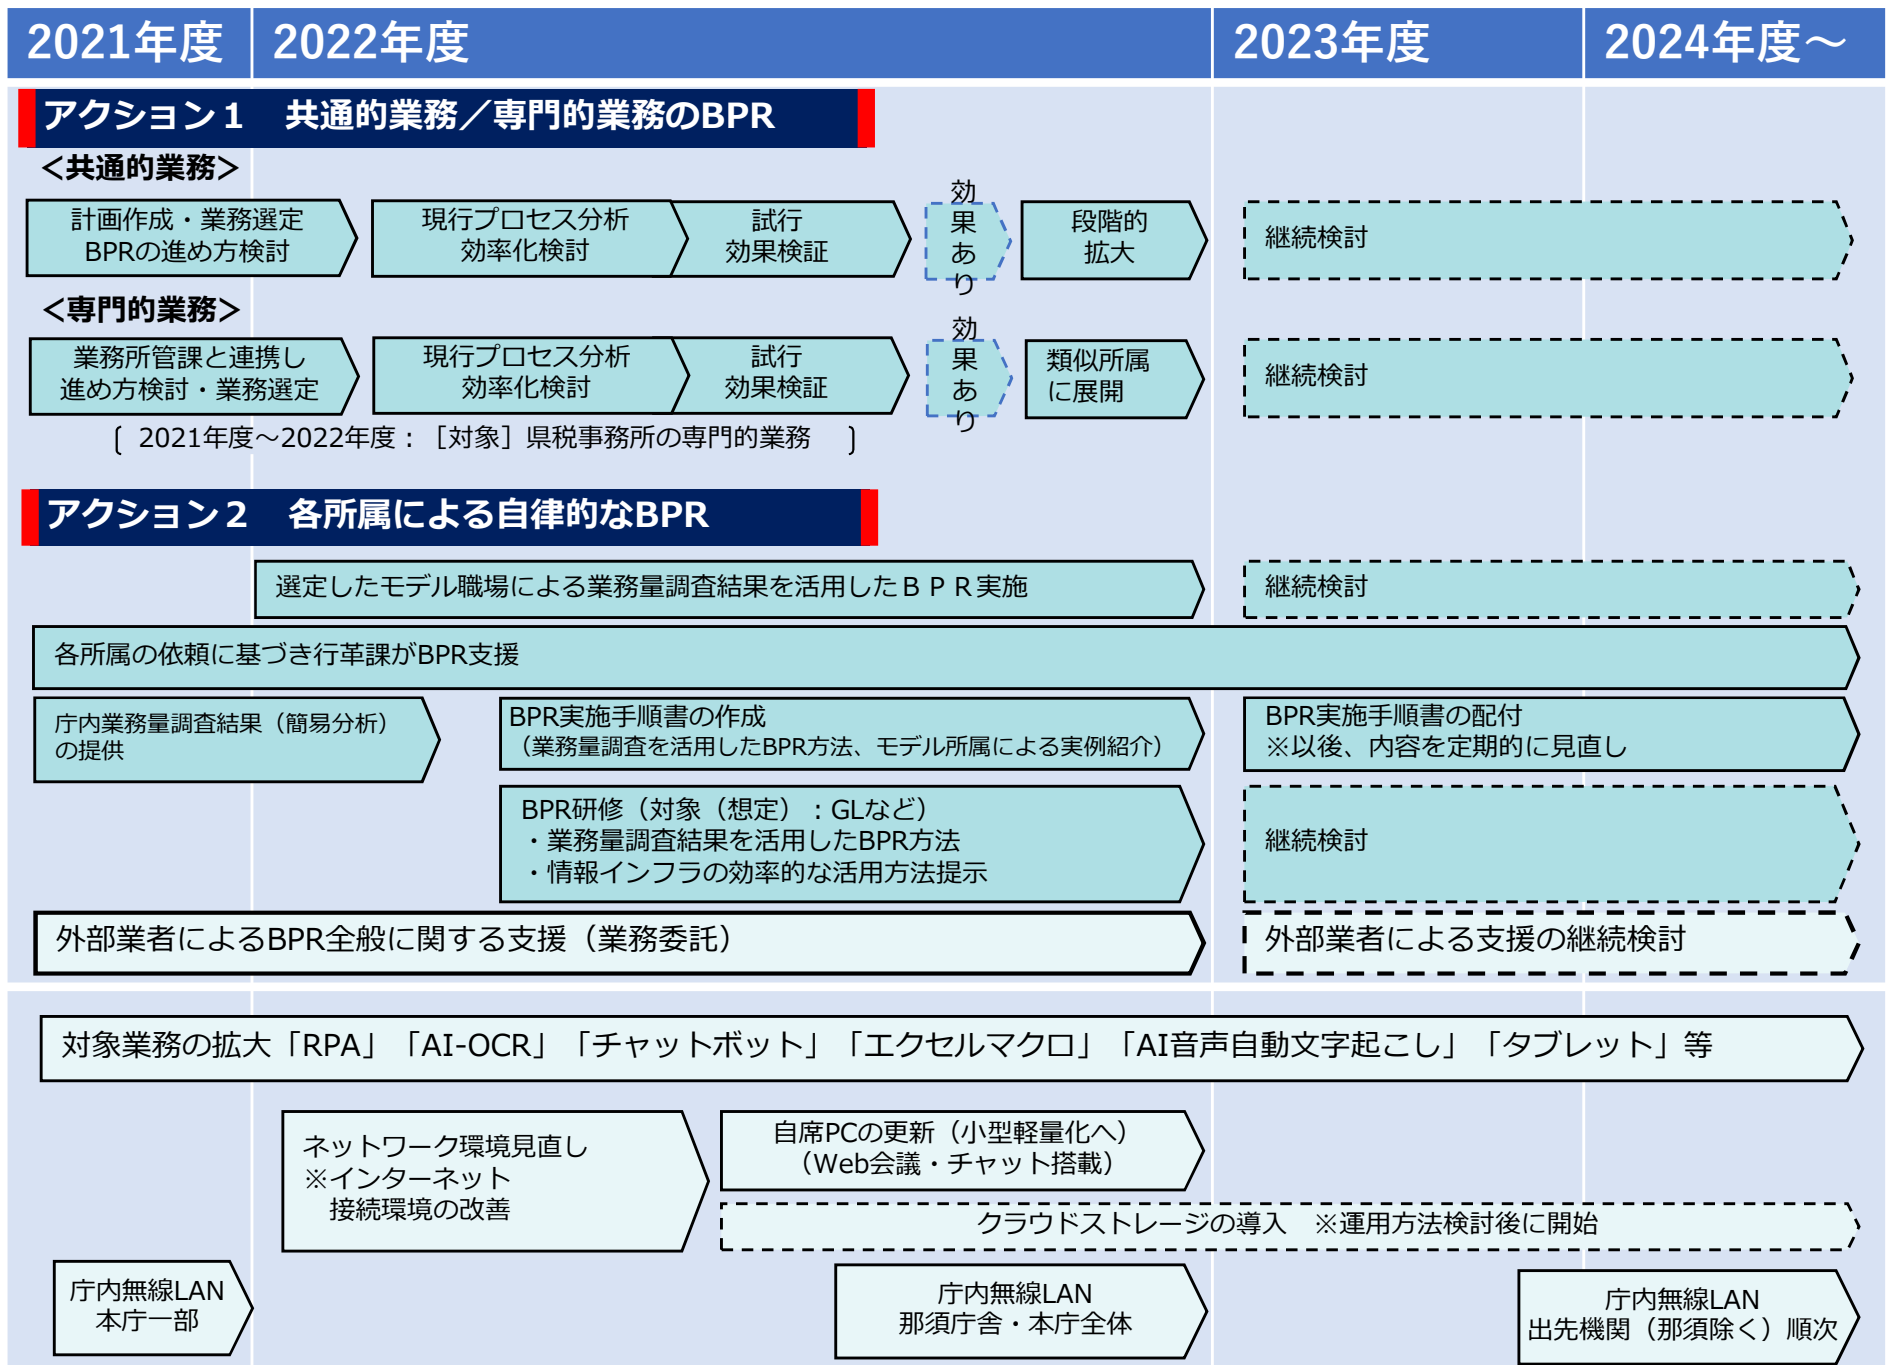 2021年度
2022年度
2023年度
2024年度～
アクション１　共通的業務／専門的業務のBPR
＜共通的業務＞
計画作成・業務選定
BPRの進め方検討
現行プロセス分析
効率化検討
試行
効果検証
効果あり
段階的
拡大
継続検討
＜専門的業務＞
業務所管課と連携し
進め方検討・業務選定
現行プロセス分析
効率化検討
試行
効果検証
効果あり
類似所属
に展開
継続検討
〔 2021年度～2022年度：［対象］県税事務所の専門的業務 〕
アクション２　各所属による自律的なBPR
選定したモデル職場による業務量調査結果を活用したＢＰＲ実施
継続検討
各所属の依頼に基づき行革課がBPR支援
庁内業務量調査結果（簡易分析）
の提供
BPR実施手順書の作成
（業務量調査を活用したBPR方法、モデル所属による実例紹介）
BPR実施手順書の配付
※以後、内容を定期的に見直し
BPR研修（対象（想定）：GLなど）
・業務量調査結果を活用したBPR方法
・情報インフラの効率的な活用方法提示
継続検討
外部業者によるBPR全般に関する支援（業務委託）
外部業者による支援の継続検討
対象業務の拡大「RPA」「AI-OCR」「チャットボット」「エクセルマクロ」「AI音声自動文字起こし」「タブレット」等
ネットワーク環境見直し
※インターネット
接続環境の改善
自席PCの更新（小型軽量化へ）
（Web会議・チャット搭載）
クラウドストレージの導入　※運用方法検討後に開始
庁内無線LAN
本庁一部
庁内無線LAN
那須庁舎・本庁全体
庁内無線LAN
出先機関（那須除く）順次